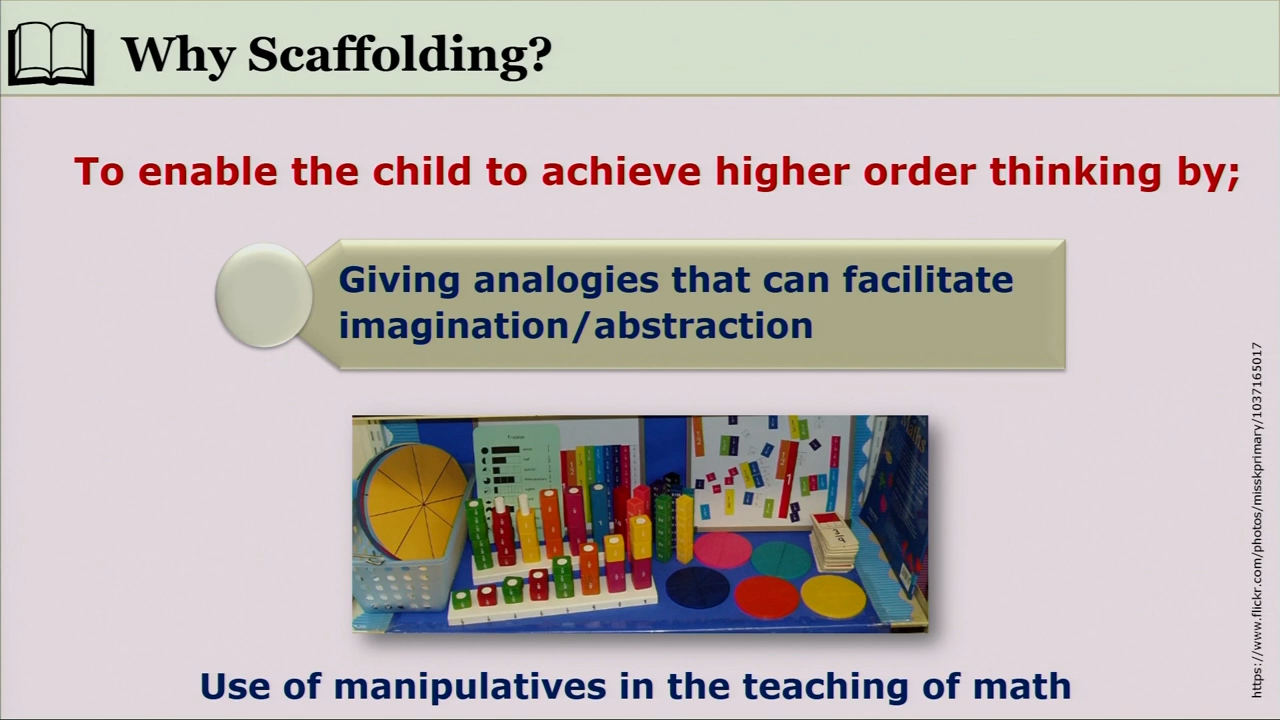 Why Scaffolding?
To enable the child to achieve higher order thinking by;
Giving analogies that can facilitate
imagination/abstraction
Use of manipulatives in the teaching of math
https://www.flickr.com/photos/misskprimary/1037165017